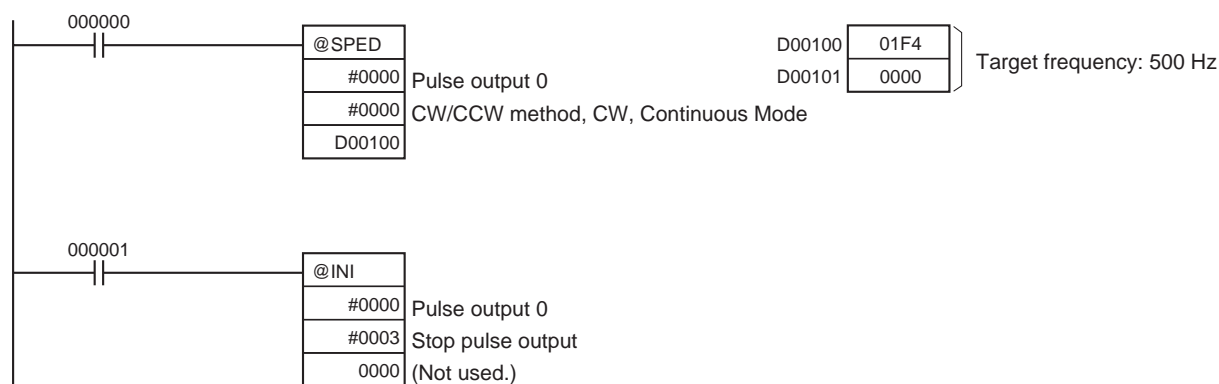 000000
@SPED
#0000 Pulse output 0
#0000 CW/CCW method, CW, Continuous Mode
D00100
D00100 01F4
D00101 0000
Target frequency: 500 Hz
000001
@INI
#0000 Pulse output 0
#0003 Stop pulse output
0000 (Not used.)